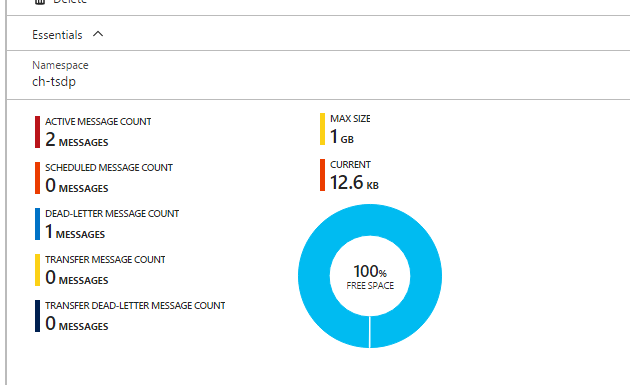 Delete
Essentials
Namespace
ch-tsdp
ACTIVE MESSAGE COUNT
2 MESSAGES
SCHEDULED MESSAGE COUNT
0 MESSAGES
DEAD-LETTER MESSAGE COUNT
1 MESSAGES
TRANSFER MESSAGE COUNT
0 MESSAGES
TRANSFER DEAD-LETTER MESSAGE COUNT
0 MESSAGES
MAX SIZE
1 GB
CURRENT
12.6 KB
100%
FREE SPACE